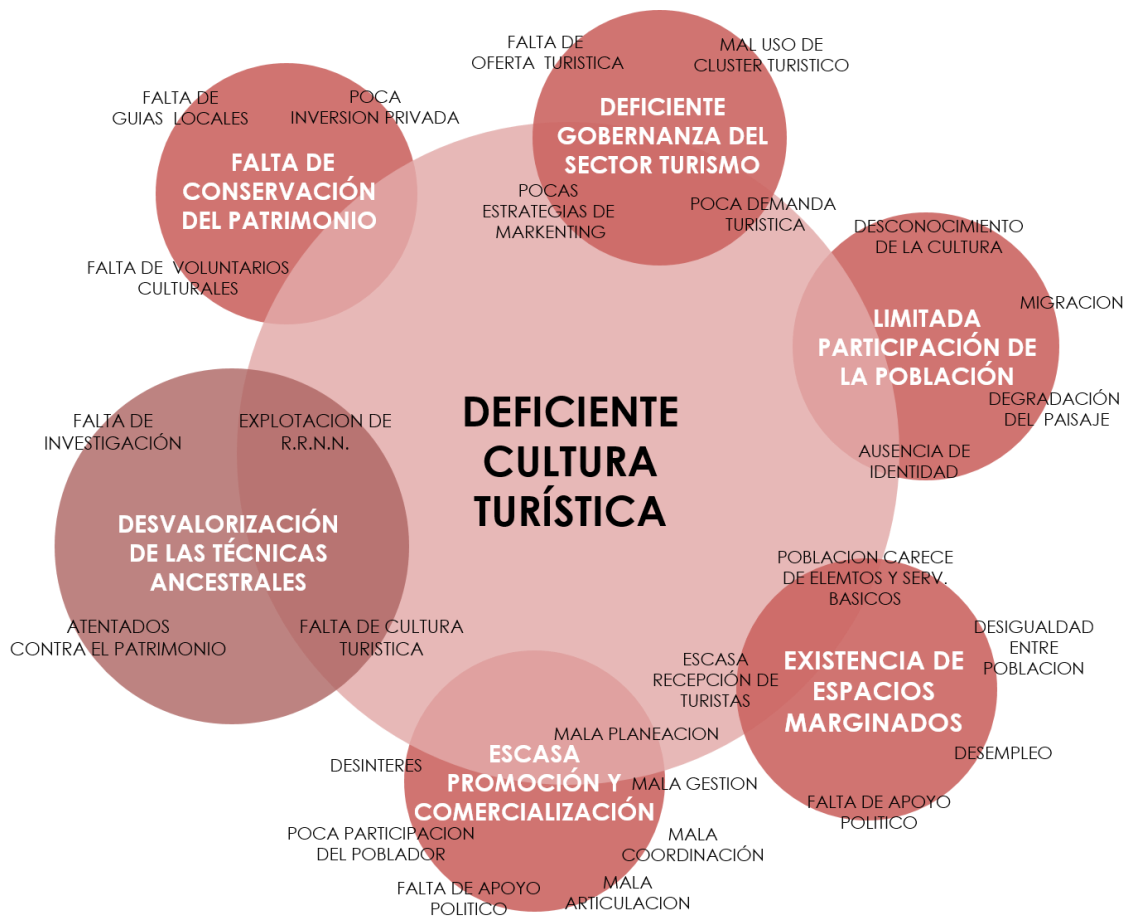 FALTA DE
OFERTA TURISTICA
MAL USO DE
CLUSTER TURISTICO
DEFICIENTE
GOBERNANZA DEL
SECTOR TURISMO
POCAS
ESTRATEGIAS DE
MARKENTING
POCA DEMANDA
TURISTICA
FALTA DE
GUIAS LOCALES
POCA
INVERSION PRIVADA
FALTA DE
CONSERVACIÓN
DEL PATRIMONIO
FALTA DE VOLUNTARIOS
CULTURALES
DESCONOCIMIENTO
DE LA CULTURA
MIGRACION
LIMITADA
PARTICIPACIÓN DE
LA POBLACIÓN
DEGRADACIÓN
DEL PAISAJE
AUSENCIA DE
IDENTIDAD
DEFICIENTE
CULTURA
TURÍSTICA
FALTA DE
INVESTIGACIÓN
EXPLOTACION DE
R.R.N.N.
DESVALORIZACIÓN
DE LAS TÉCNICAS
ANCESTRALES
ATENTADOS
CONTRA EL PATRIMONIO
FALTA DE CULTURA
TURISTICA
POBLACION CARECE
DE ELEMTOS Y SERV.
BASICOS
DESIGUALDAD
ENTRE
POBLACION
ESCASA
RECEPCIÓN DE
TURISTAS
EXISTENCIA DE
ESPACIOS
MARGINADOS
DESEMPLEO
FALTA DE APOYO
POLITICO
MALA PLANEACION
DESINTERES
ESCASA
PROMOCIÓN Y
COMERCIALIZACIÓN
MALA GESTION
POCA PARTICIPACION
DEL POBLADOR
MALA
COORDINACIÓN
FALTA DE APOYO
POLITICO
MALA
ARTICULACION